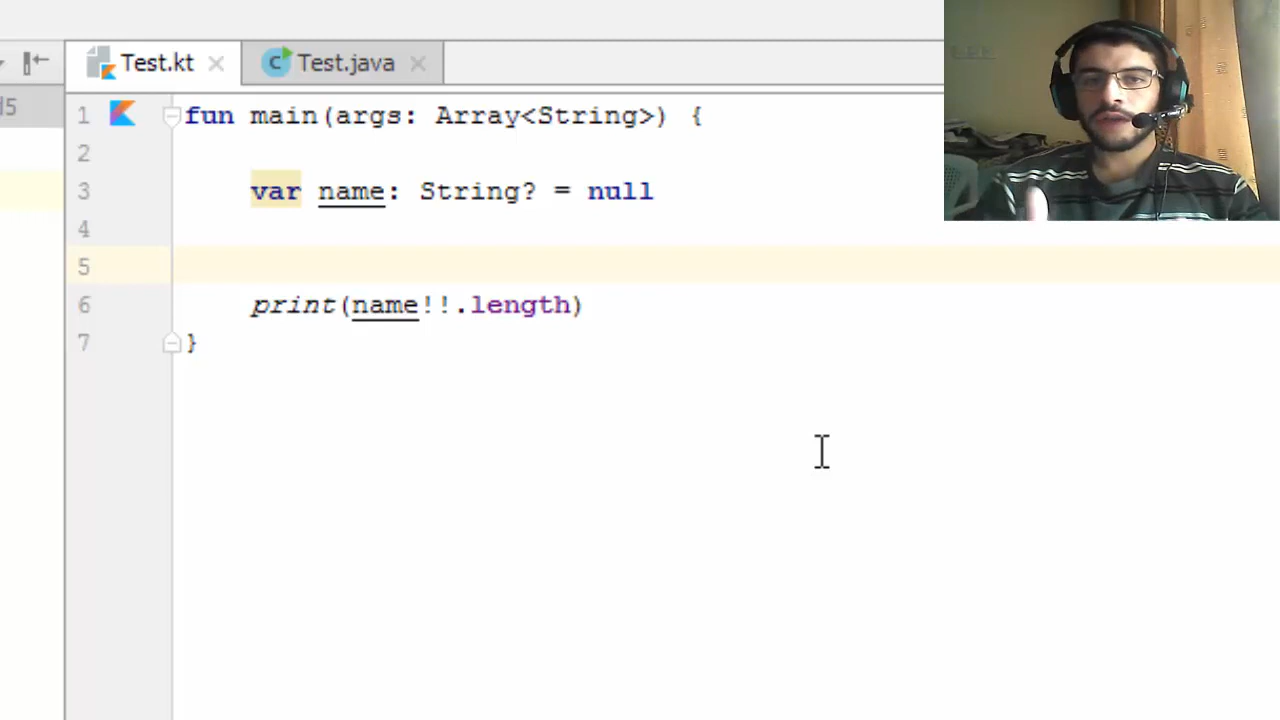 Test.kt Test.java
d5
1 fun main(args: Array<String>) {
2
3 var name: String? = null
4
5
6 print(name!!.length)
7 }